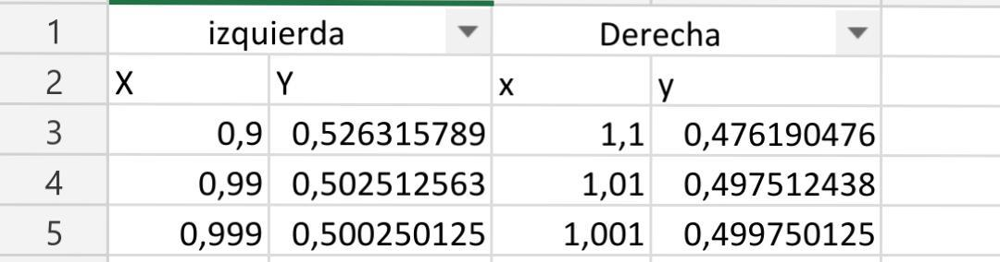 1 izquierda Derecha
2 X Y x y
3 0,9 0,526315789 1,1 0,476190476
4 0,99 0,502512563 1,01 0,497512438
5 0,999 0,500250125 1,001 0,499750125